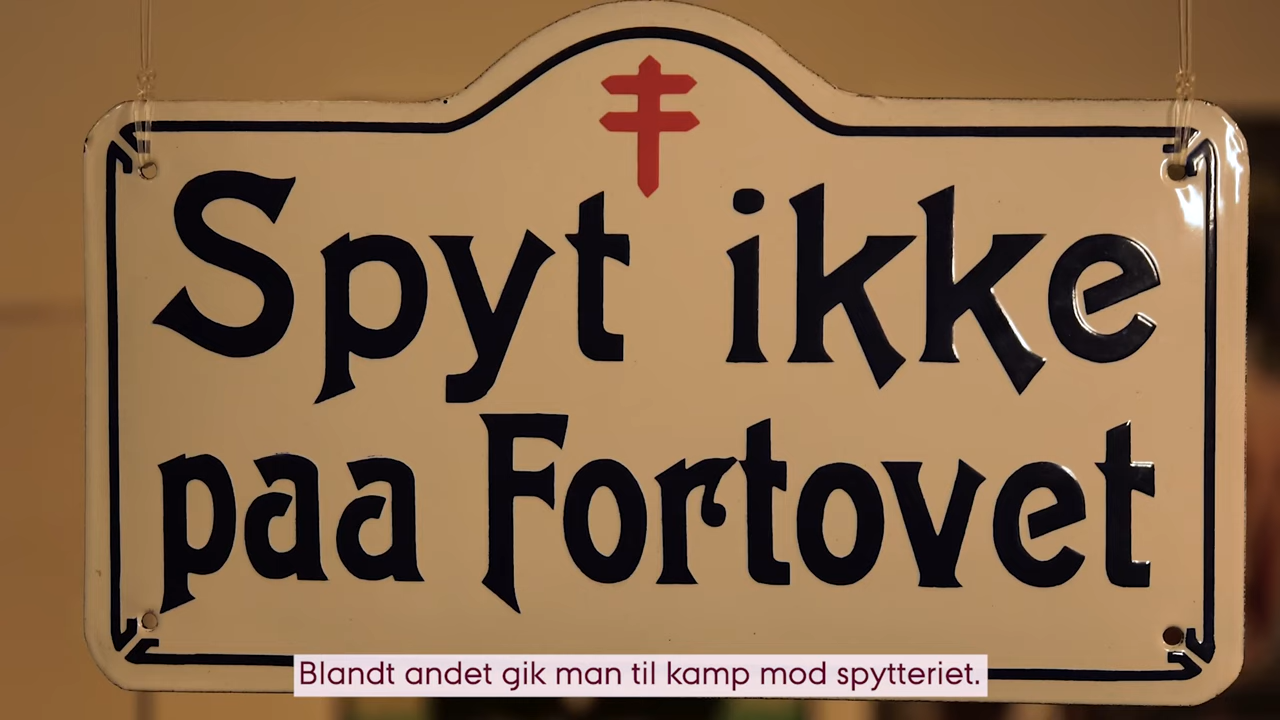 Spyt ikke
paa Fortovet
Blandt andet gik man til kamp mod spytteriet.